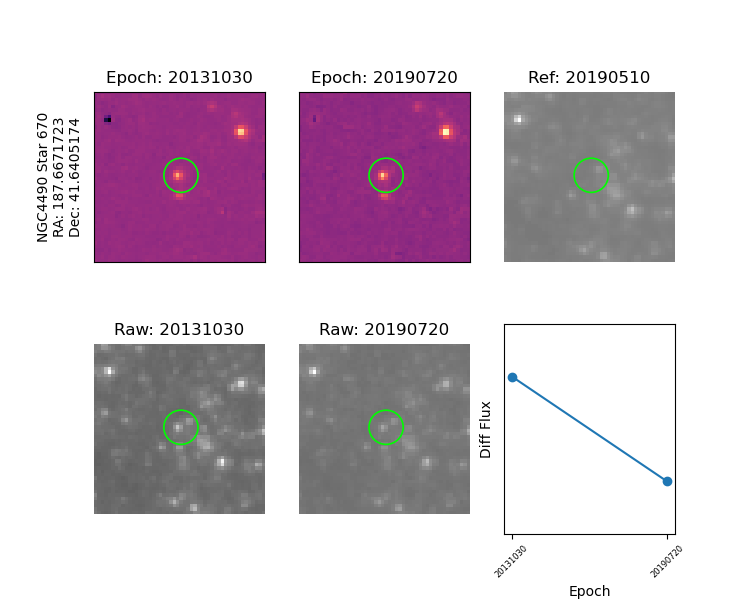 Epoch: 20131030
Epoch: 20190720
Ref: 20190510
NGC4490 Star 670
RA: 187.6671723
Dec: 41.6405174
Raw: 20131030
Raw: 20190720
Diff Flux
20131030
20190720
Epoch